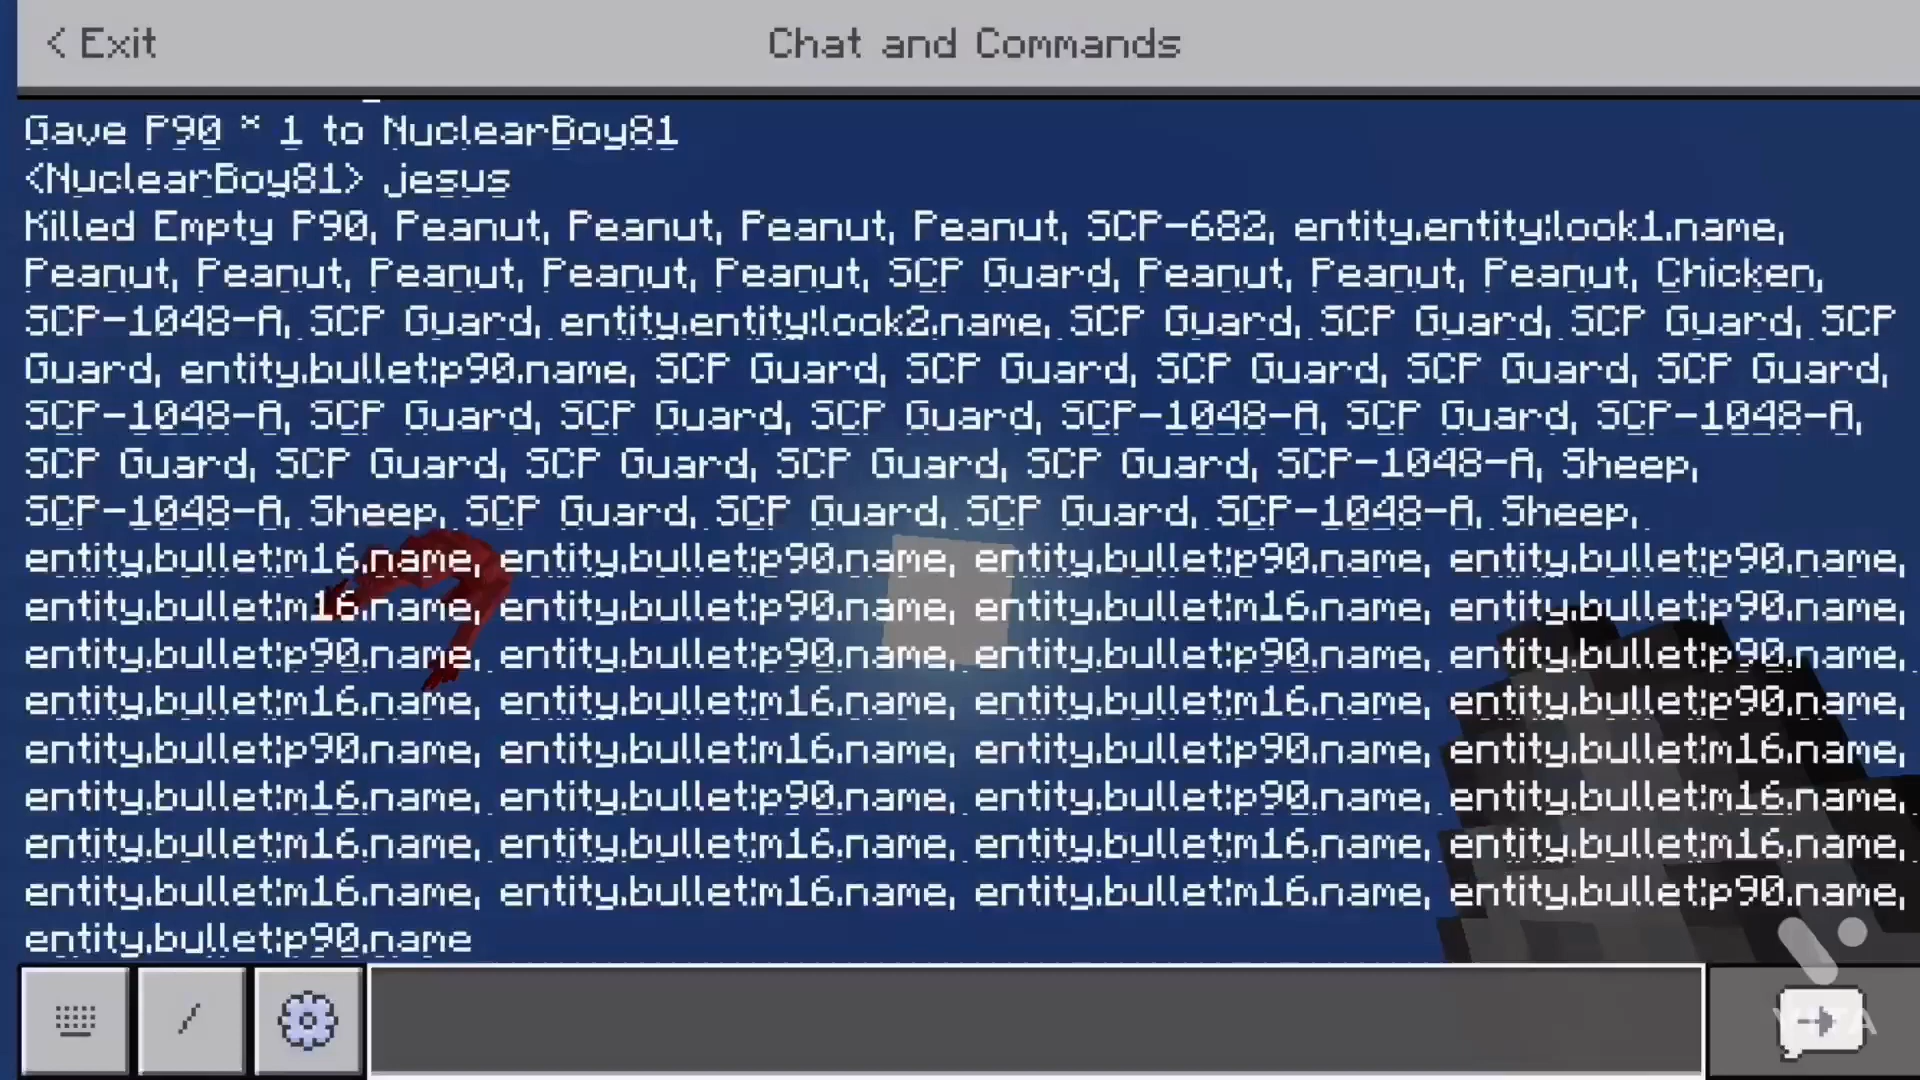 < Exit
Chat and Commands
Gave P90 * 1 to NuclearBoy81
<NuclearBoy81> jesus
Killed Empty P90, Peanut, Peanut, Peanut, Peanut, SCP-682, entity.entity:look1.name,
Peanut, Peanut, Peanut, Peanut, Peanut, SCP Guard, Peanut, Peanut, Peanut, Chicken,
SCP-1048-A, SCP Guard, entity.entity:look2.name, SCP Guard, SCP Guard, SCP Guard, SCP
Guard, entity.bullet:p90.name, SCP Guard, SCP Guard, SCP Guard, SCP Guard, SCP Guard,
SCP-1048-A, SCP Guard, SCP Guard, SCP Guard, SCP-1048-A, SCP Guard, SCP-1048-A,
SCP Guard, SCP Guard, SCP Guard, SCP Guard, SCP Guard, SCP-1048-A, Sheep,
SCP-1048-A, Sheep, SCP Guard, SCP Guard, SCP Guard, SCP-1048-A, Sheep,
entity.bullet:m16.name, entity.bullet:p90.name, entity.bullet:p90.name, entity.bullet:p90.name,
entity.bullet:m16.name, entity.bullet:p90.name, entity.bullet:m16.name, entity.bullet:p90.name,
entity.bullet:p90.name, entity.bullet:p90.name, entity.bullet:p90.name, entity.bullet:p90.name,
entity.bullet:m16.name, entity.bullet:m16.name, entity.bullet:m16.name, entity.bullet:p90.name,
entity.bullet:p90.name, entity.bullet:m16.name, entity.bullet:p90.name, entity.bullet:m16.name,
entity.bullet:m16.name, entity.bullet:p90.name, entity.bullet:p90.name, entity.bullet:m16.name,
entity.bullet:m16.name, entity.bullet:m16.name, entity.bullet:m16.name, entity.bullet:m16.name,
entity.bullet:m16.name, entity.bullet:m16.name, entity.bullet:m16.name, entity.bullet:p90.name,
entity.bullet:p90.name
/